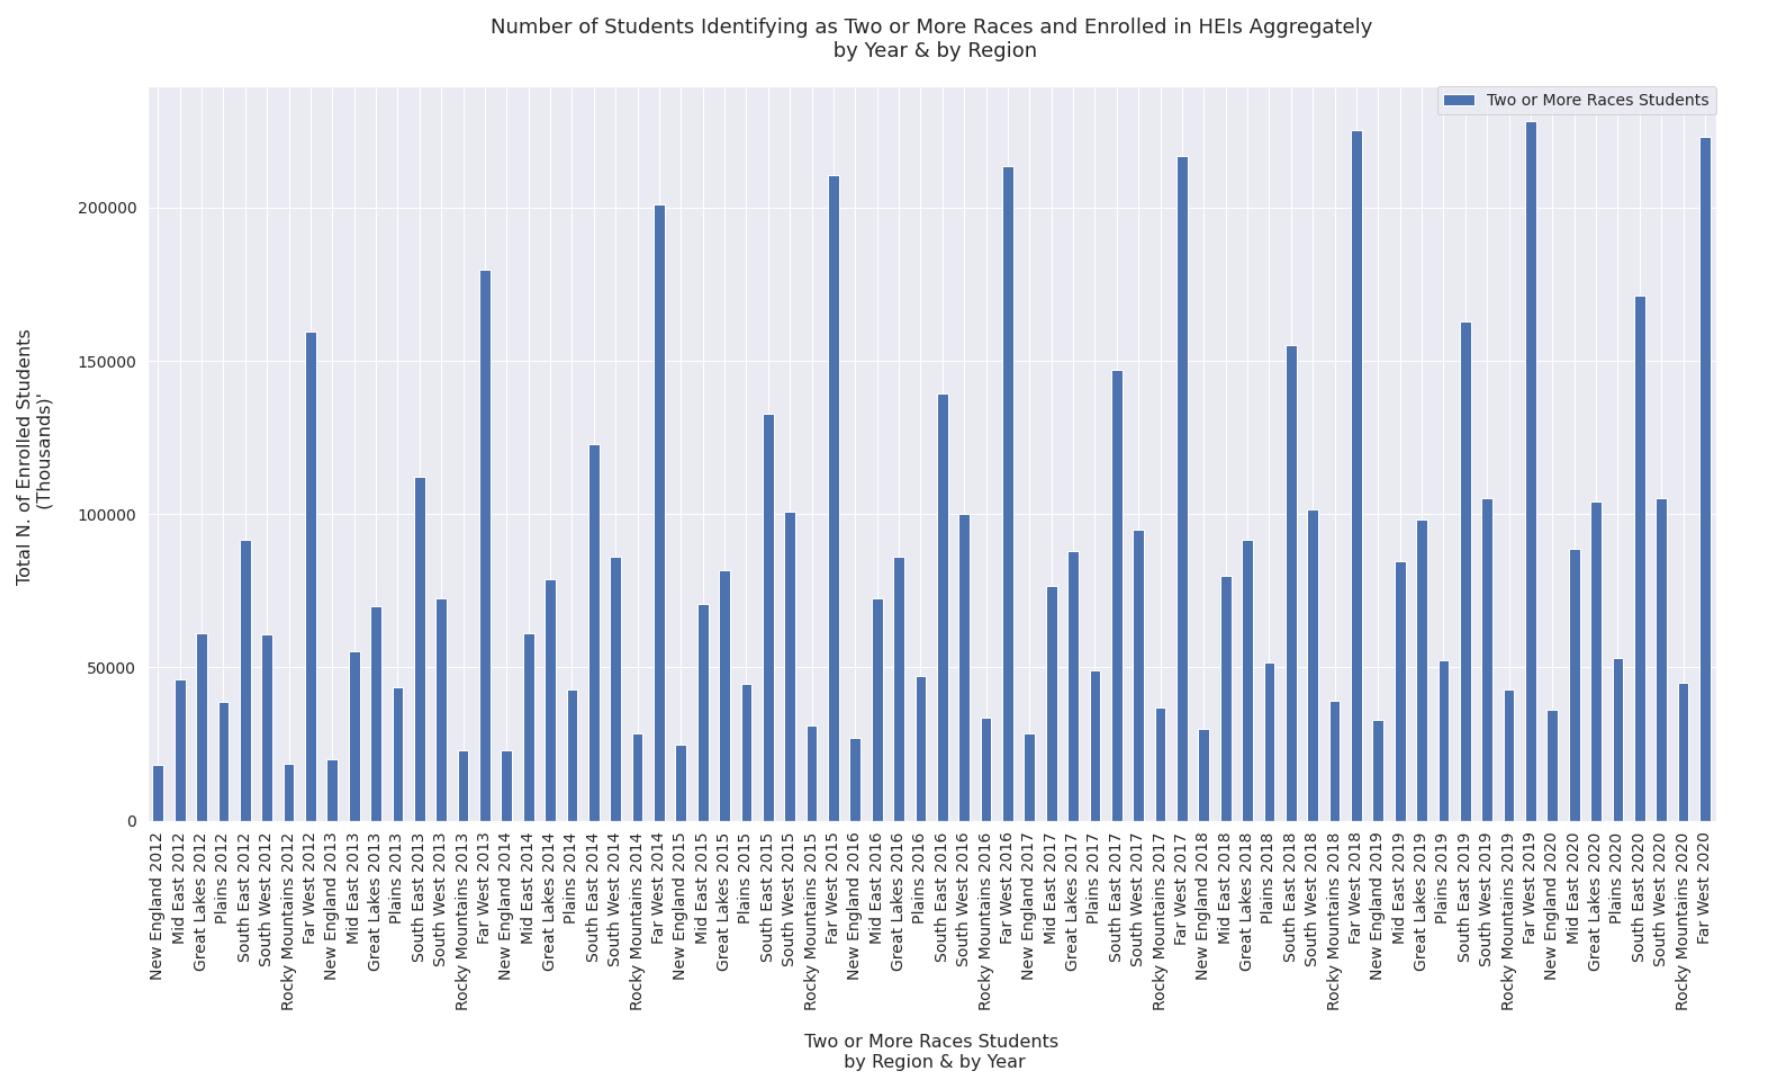 Number of Students Identifying as Two or More Races and Enrolled in HEIs Aggregately
by Year & by Region
Two or More Races Students
Total N. of Enrolled Students
(Thousands)'
200000
150000
100000
50000
0
New England 2012
Mid East 2012
Great Lakes 2012
Plains 2012
South East 2012
South West 2012
Rocky Mountains 2012
Far West 2012
New England 2013
Mid East 2013
Great Lakes 2013
Plains 2013
South East 2013
South West 2013
Rocky Mountains 2013
Far West 2013
New England 2014
Mid East 2014
Great Lakes 2014
Plains 2014
South East 2014
South West 2014
Rocky Mountains 2014
Far West 2014
New England 2015
Mid East 2015
Great Lakes 2015
Plains 2015
South East 2015
South West 2015
Rocky Mountains 2015
Far West 2015
New England 2016
Mid East 2016
Great Lakes 2016
Plains 2016
South East 2016
South West 2016
Rocky Mountains 2016
Far West 2016
New England 2017
Mid East 2017
Great Lakes 2017
Plains 2017
South East 2017
South West 2017
Rocky Mountains 2017
Far West 2017
New England 2018
Mid East 2018
Great Lakes 2018
Plains 2018
South East 2018
South West 2018
Rocky Mountains 2018
Far West 2018
New England 2019
Mid East 2019
Great Lakes 2019
Plains 2019
South East 2019
South West 2019
Rocky Mountains 2019
Far West 2019
New England 2020
Mid East 2020
Great Lakes 2020
Plains 2020
South East 2020
South West 2020
Rocky Mountains 2020
Far West 2020
Two or More Races Students
by Region & by Year